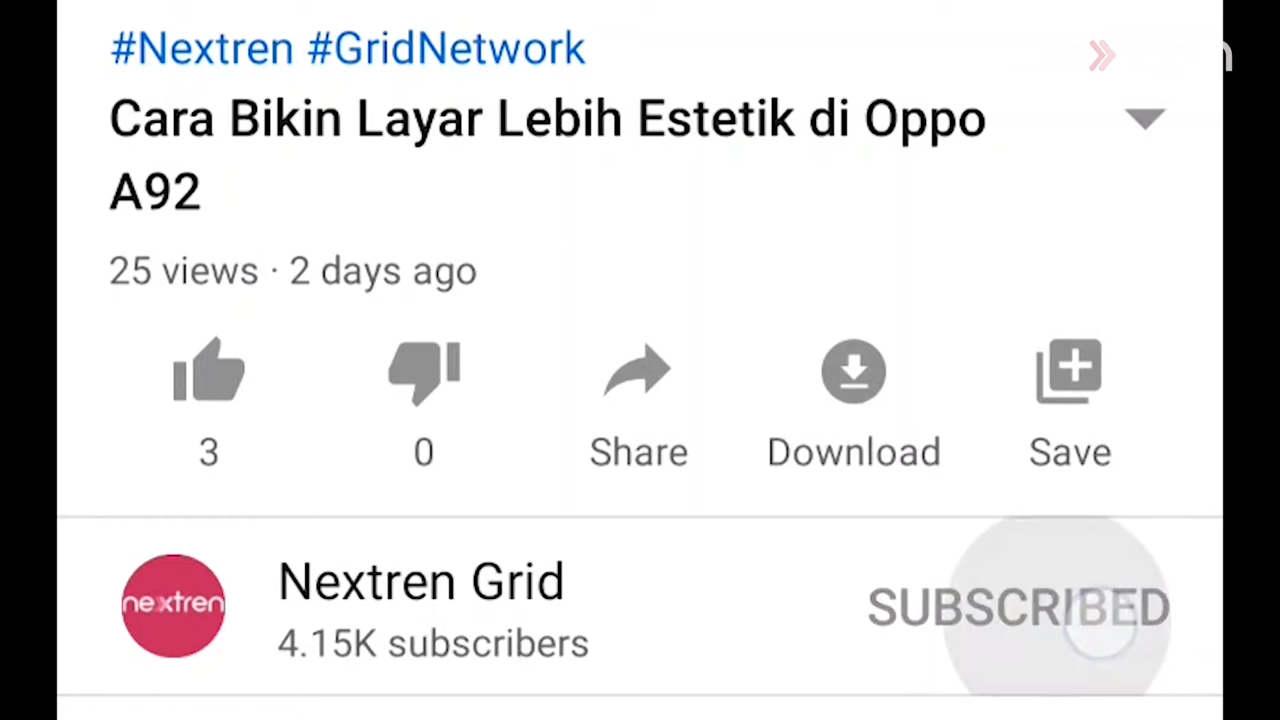 #Nextren #GridNetwork
Cara Bikin Layar Lebih Estetik di Oppo
A92
25 views · 2 days ago
3 0 Share Download Save
nextren
Nextren Grid
SUBSCRIBED
4.15K subscribers